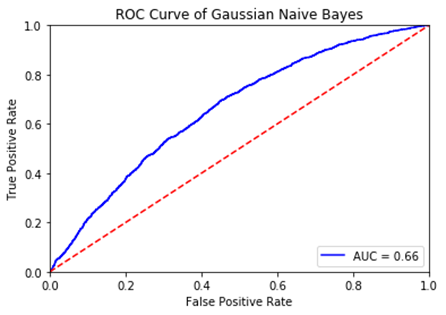 ROC Curve of Gaussian Naive Bayes
1.0
0.8
0.6
0.4
0.2
0.0
True Positive Rate
AUC = 0.66
0.0 0.2 0.4 0.6 0.8 1.0
False Positive Rate